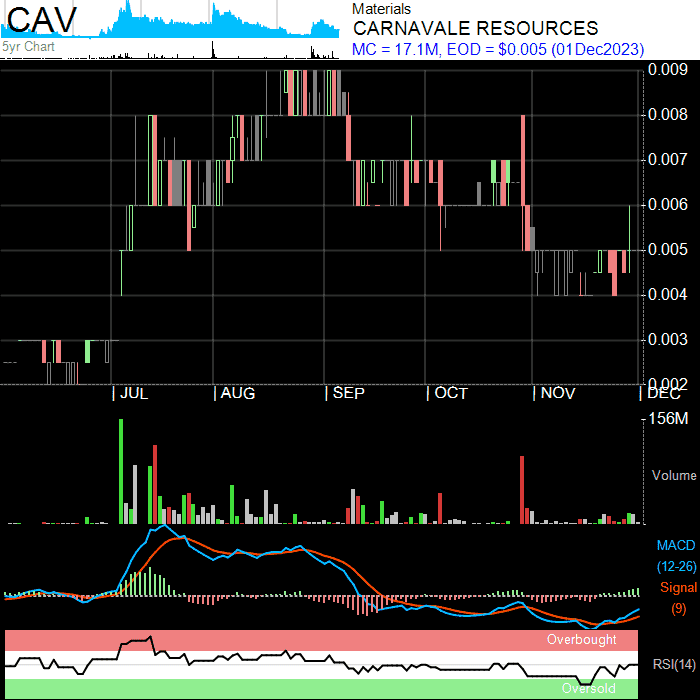 CAV
5yr Chart
Materials
CARNAVALE RESOURCES
MC = 17.1M, EOD = $0.005 (01Dec2023)
0.009
0.008
0.007
0.006
0.005
0.004
0.003
0.002
JUL AUG SEP OCT NOV DEC
156M
Volume
MACD
(12-26)
Signal
(9)
Overbought
RSI(14)
Oversold